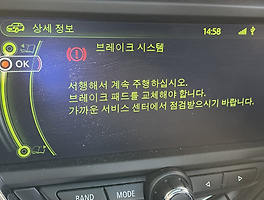 상세 정보
14:58
브레이크 시스템
OK
서행해서 계속 주행하십시오.
브레이크 패드를 교체해야 합니다.
가까운 서비스 센터에서 점검받으시기 바랍니다.
BAND
MODE